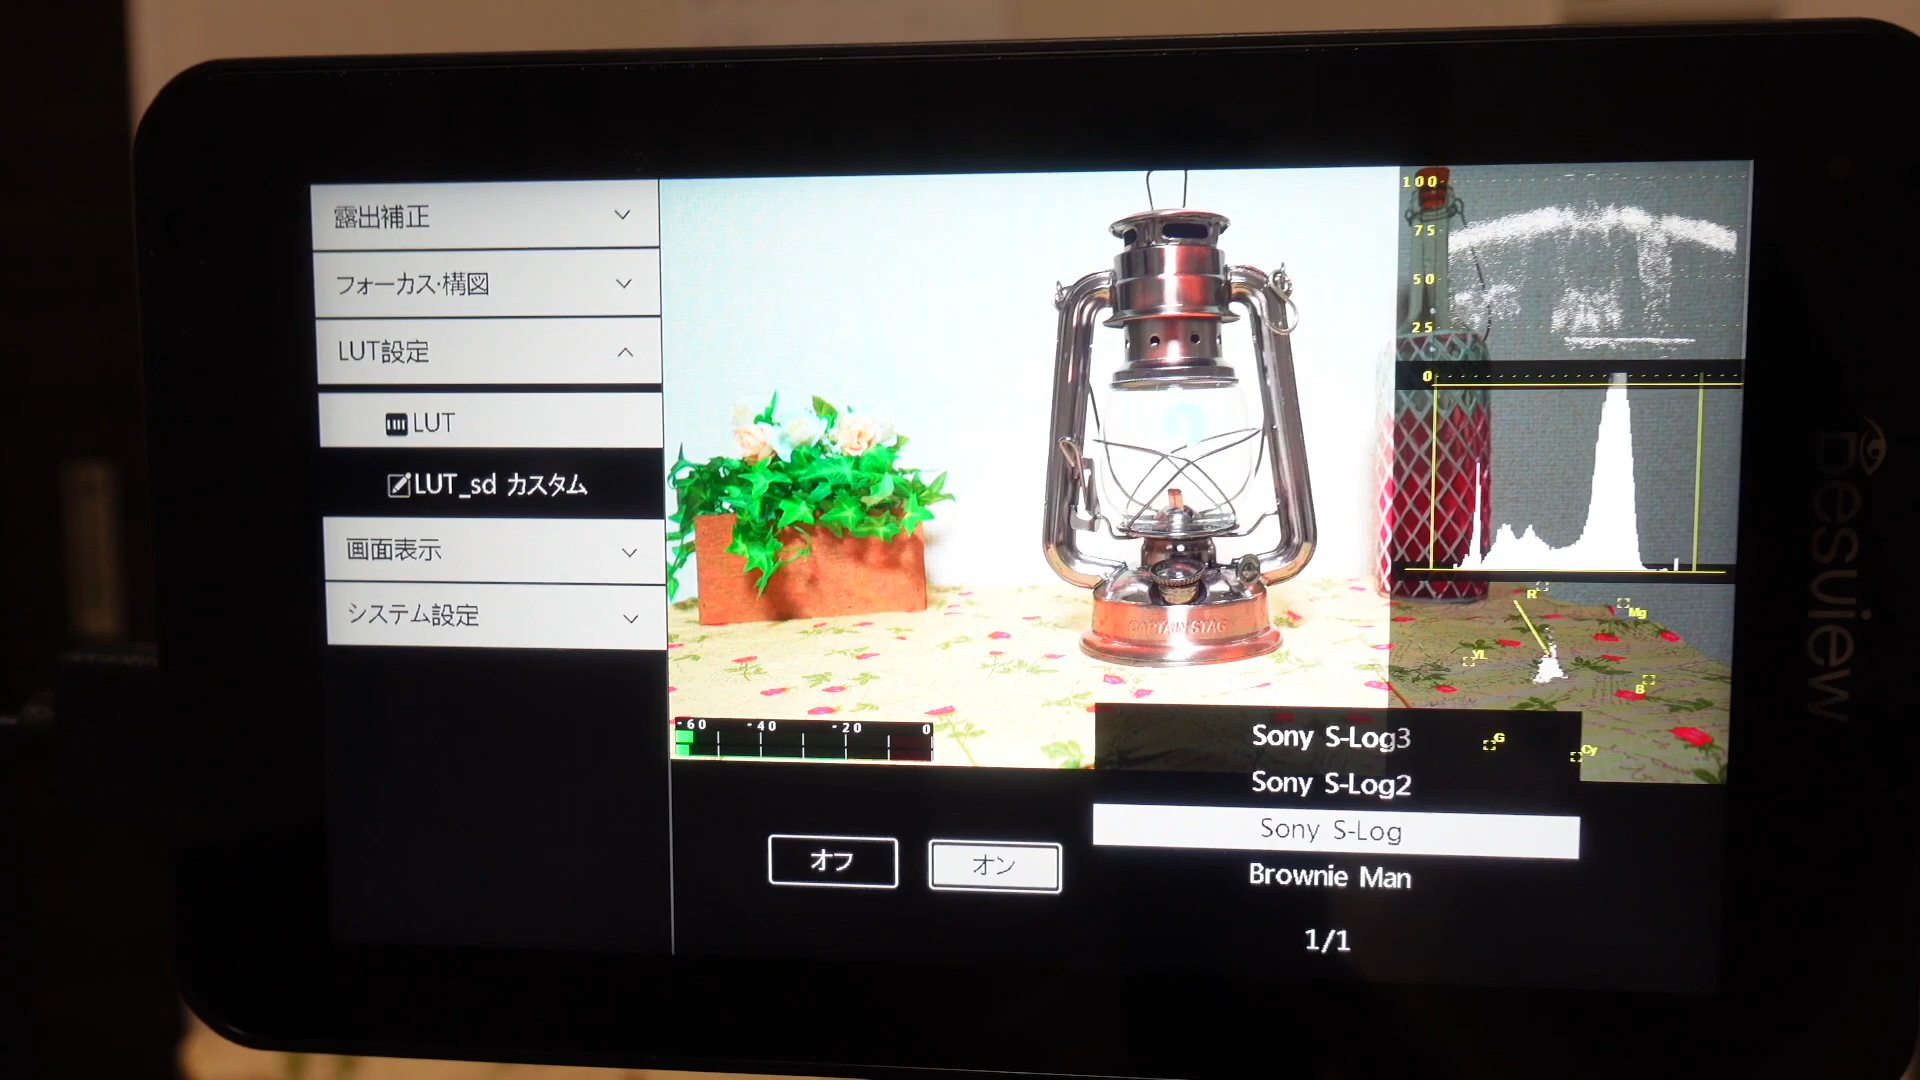 露出補正
フォーカス・構図
LUT設定
LUT
LUT_sd カスタム
画面表示
システム設定
CAPTAIN STAG
-60 -40 -20 0
オフ
オン
Sony S-Log3
Sony S-Log2
Sony S-Log
Brownie Man
1/1
100
75
50
25
0
R
Mg
YL
B
G
Cy
Desview